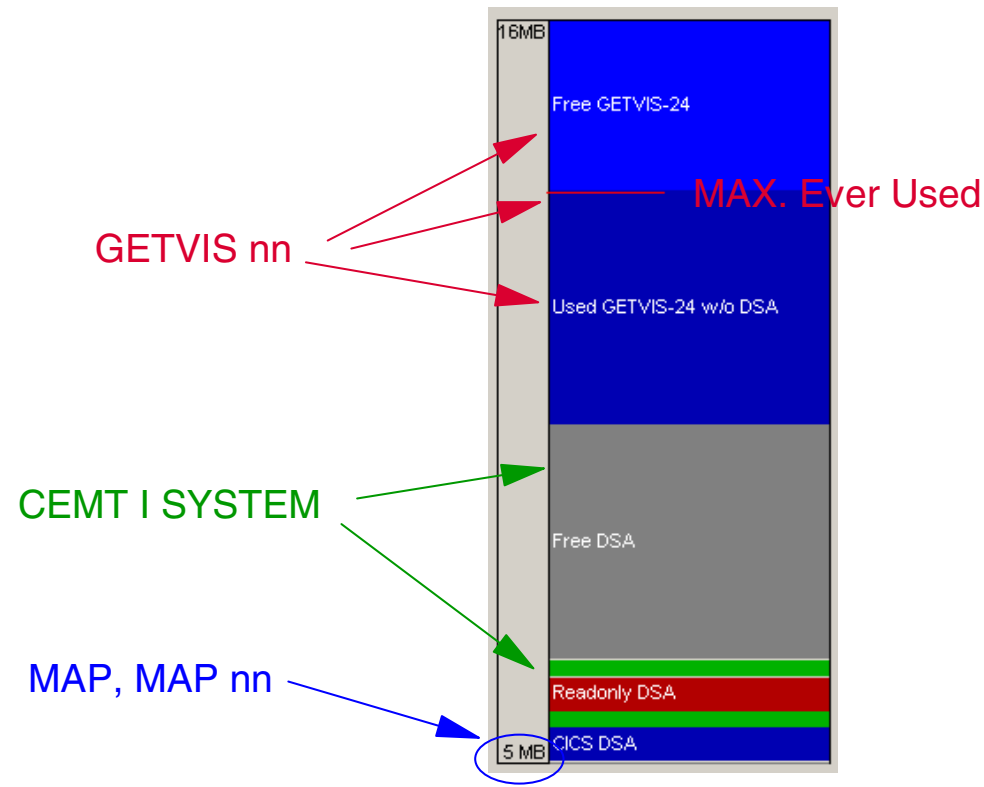 16MB
Free GETVIS-24
MAX. Ever Used
GETVIS nn
Used GETVIS-24 w/o DSA
CEMT I SYSTEM
Free DSA
MAP, MAP nn
Readonly DSA
CICS DSA
5 MB